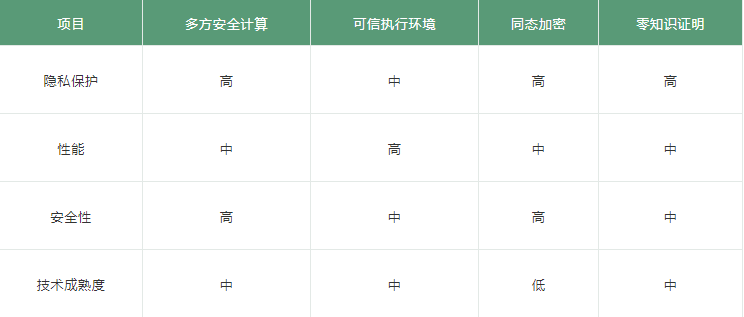 项目 多方安全计算 可信执行环境 同态加密 零知识证明
隐私保护 高 中 高 高
性能 中 高 中 中
安全性 高 中 高 中
技术成熟度 中 中 低 中